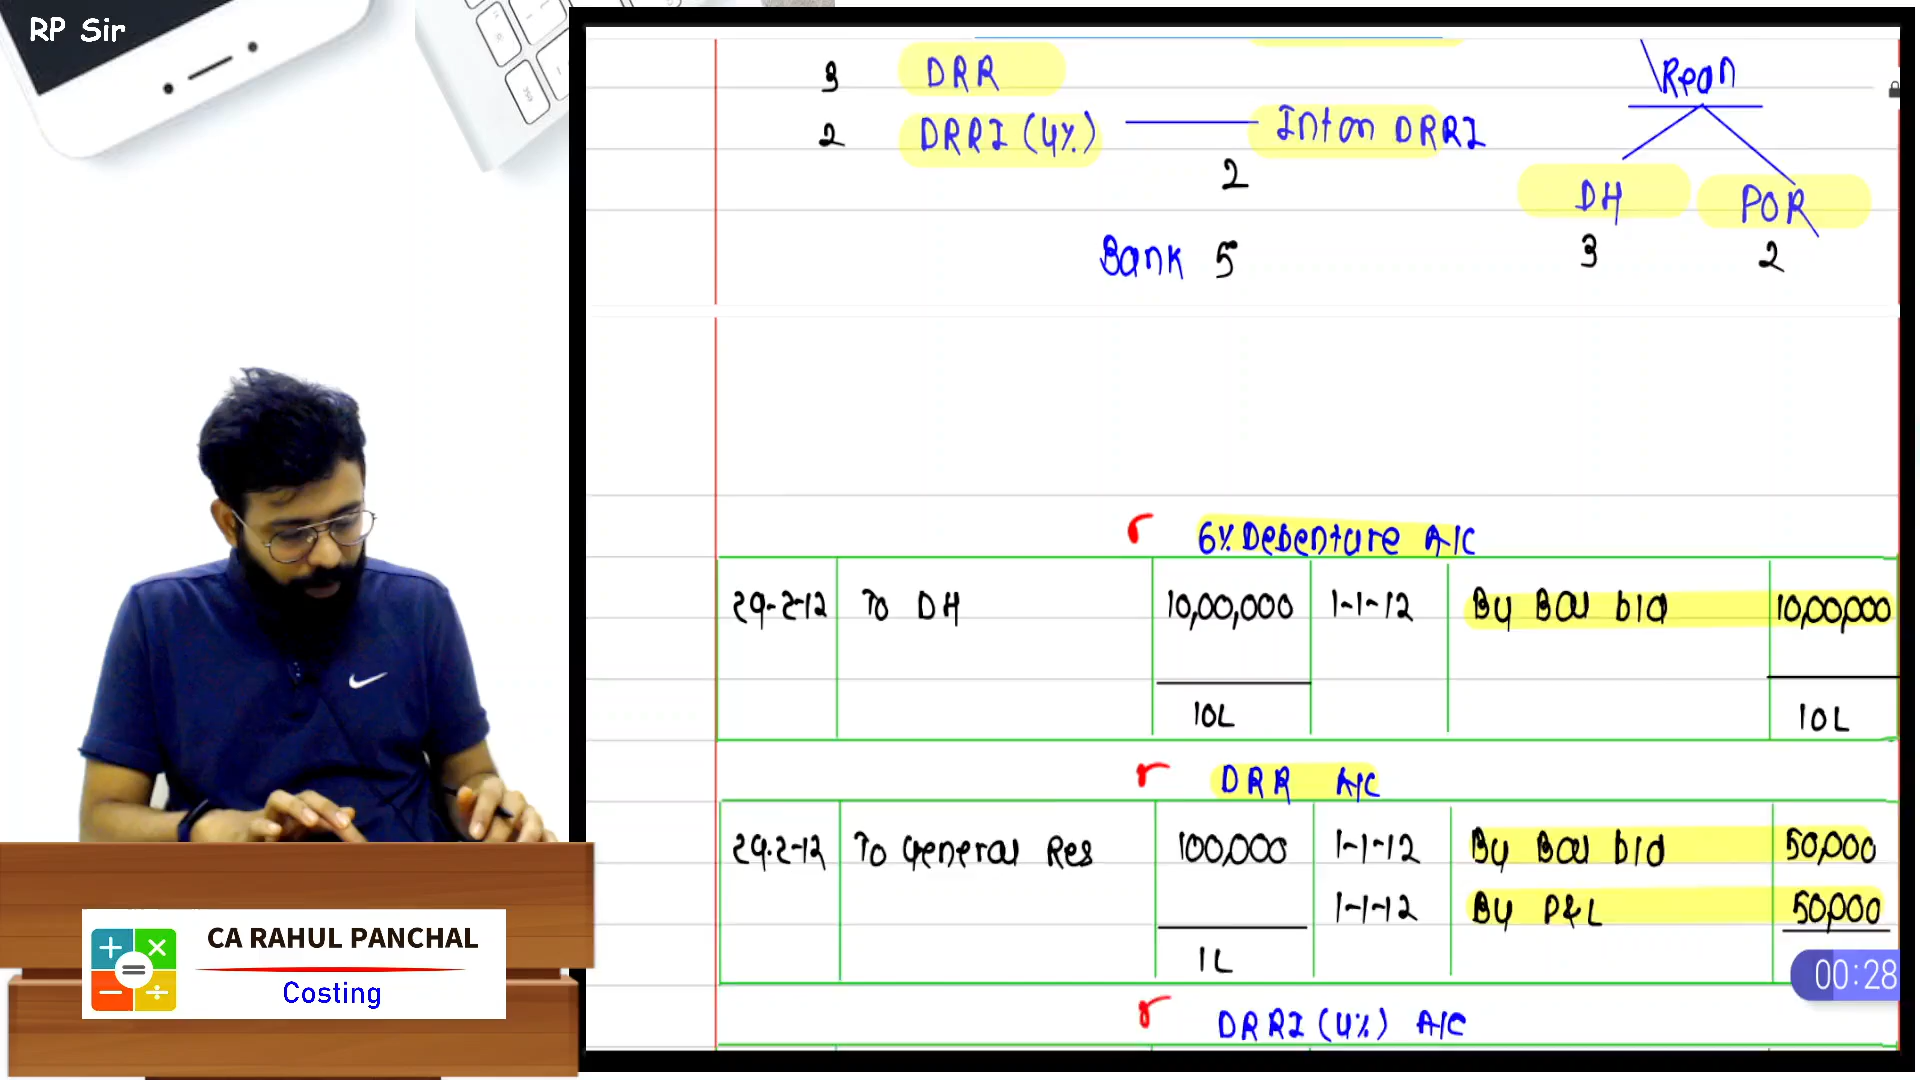 RP Sir
3 DRR Repn
2 DRRI (4%) Int on DRRI
2
DH POR
Bank 5 3 2
6% Debenture A/C
29-2-12 To DH 10,00,000 1-1-12 By Bal b/d 10,00,000
10L 10L
DRR A/C
29-2-12 To General Res 100,000 1-1-12 By Bal b/d 50,000
1-1-12 By P&L 50,000
1L
00:28
DRRI (4%) A/C
CA RAHUL PANCHAL
Costing